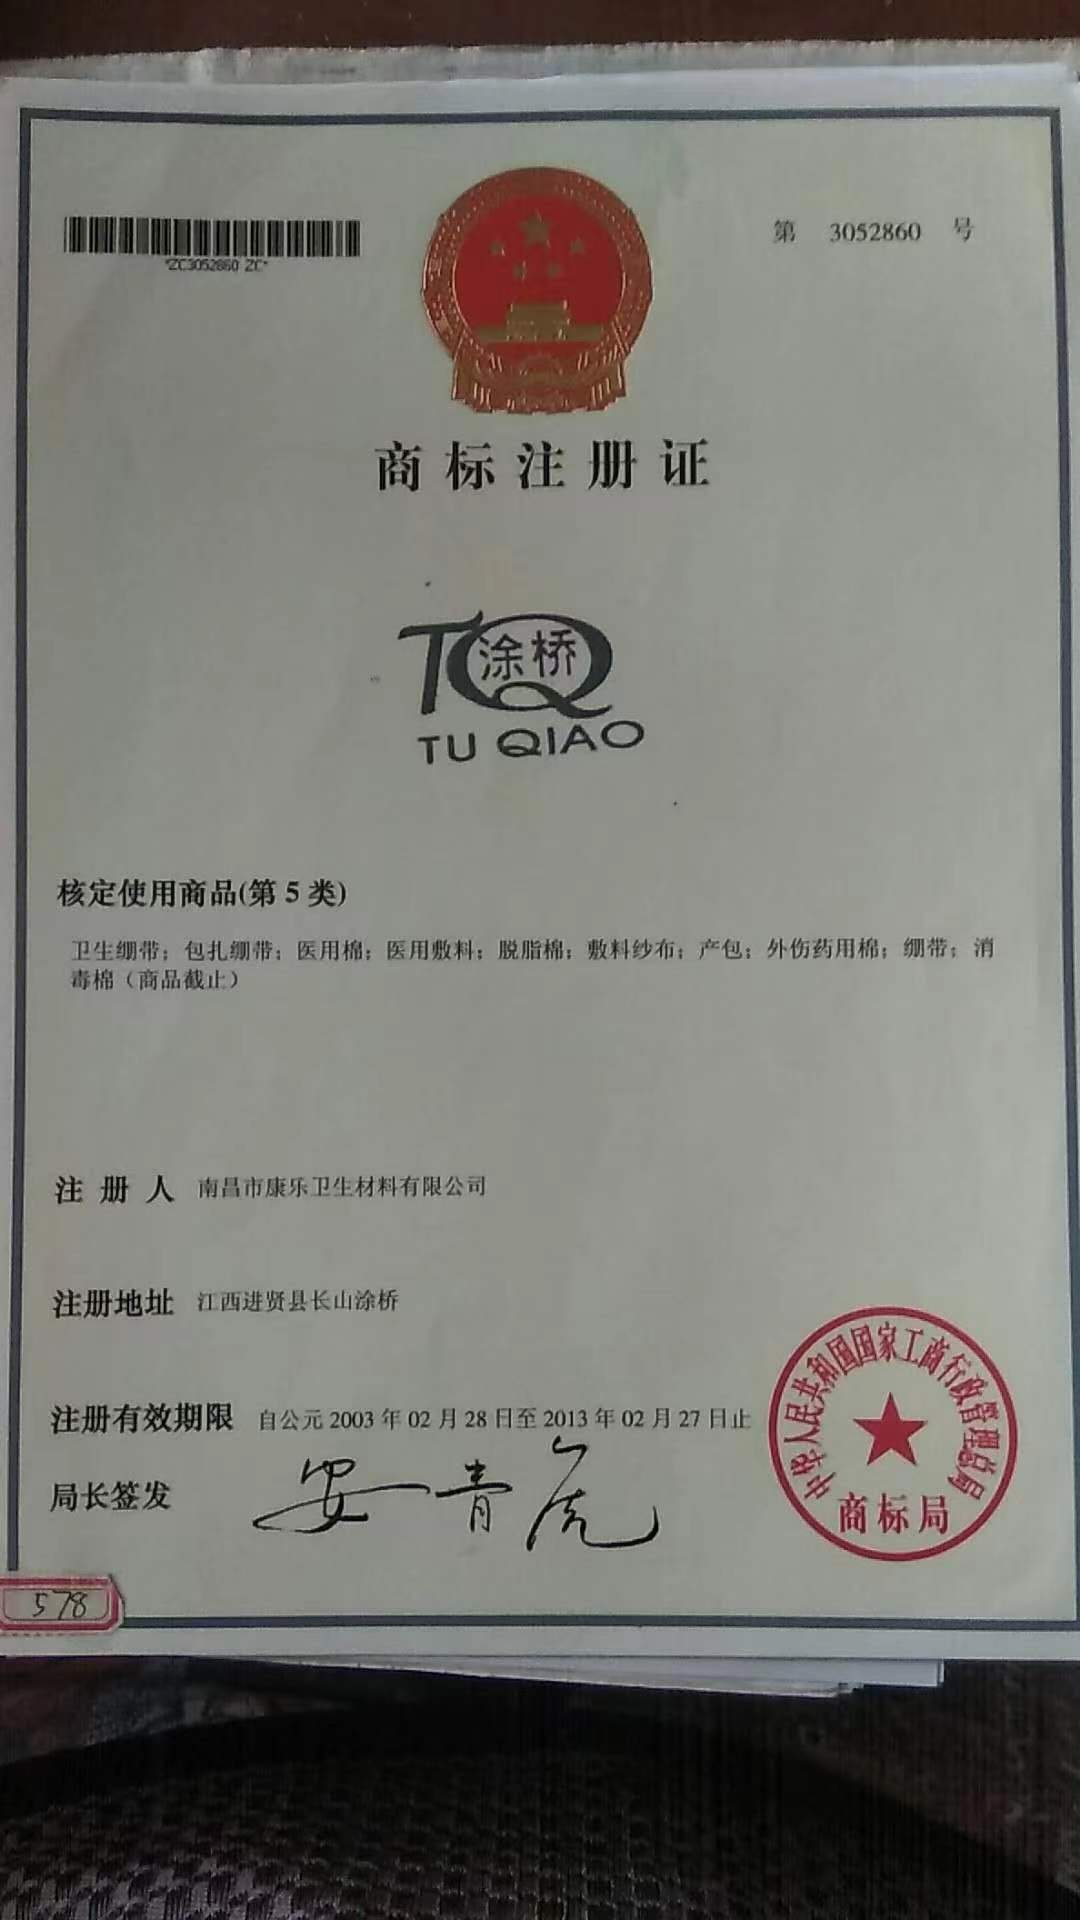 第 3052860 号
*ZC3052860 ZC*
商标注册证
TQ
涂桥
TU QIAO
核定使用商品(第 5 类)
卫生绷带；包扎绷带；医用棉；医用敷料；脱脂棉；敷料纱布；产包；外伤药用棉；绷带；消
毒棉（商品截止）
注 册 人 南昌市康乐卫生材料有限公司
注册地址 江西进贤县长山涂桥
注册有效期限 自公元 2003 年 02 月 28 日至 2013 年 02 月 27 日止
局长签发 安青虎
中华人民共和国国家工商行政管理总局
商标局
578